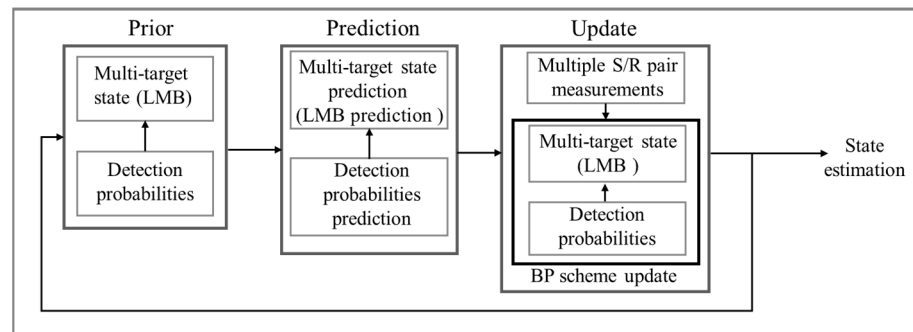 Prior
Multi-target
state (LMB)
Detection
probabilities
Prediction
Multi-target state
prediction
(LMB prediction )
Detection
probabilities
prediction
Update
Multiple S/R pair
measurements
Multi-target state
(LMB )
Detection
probabilities
BP scheme update
State
estimation